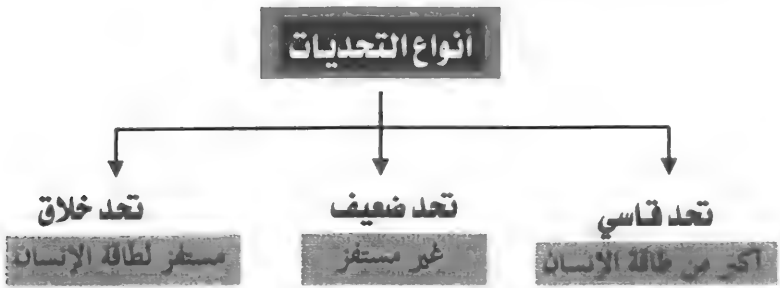 أنواع التحديات
تحد قاسي
أكبر من طاقة الإنسان
تحد ضعيف
غير مستفز
تحد خلاق
مستفز لطاقة الإنسان